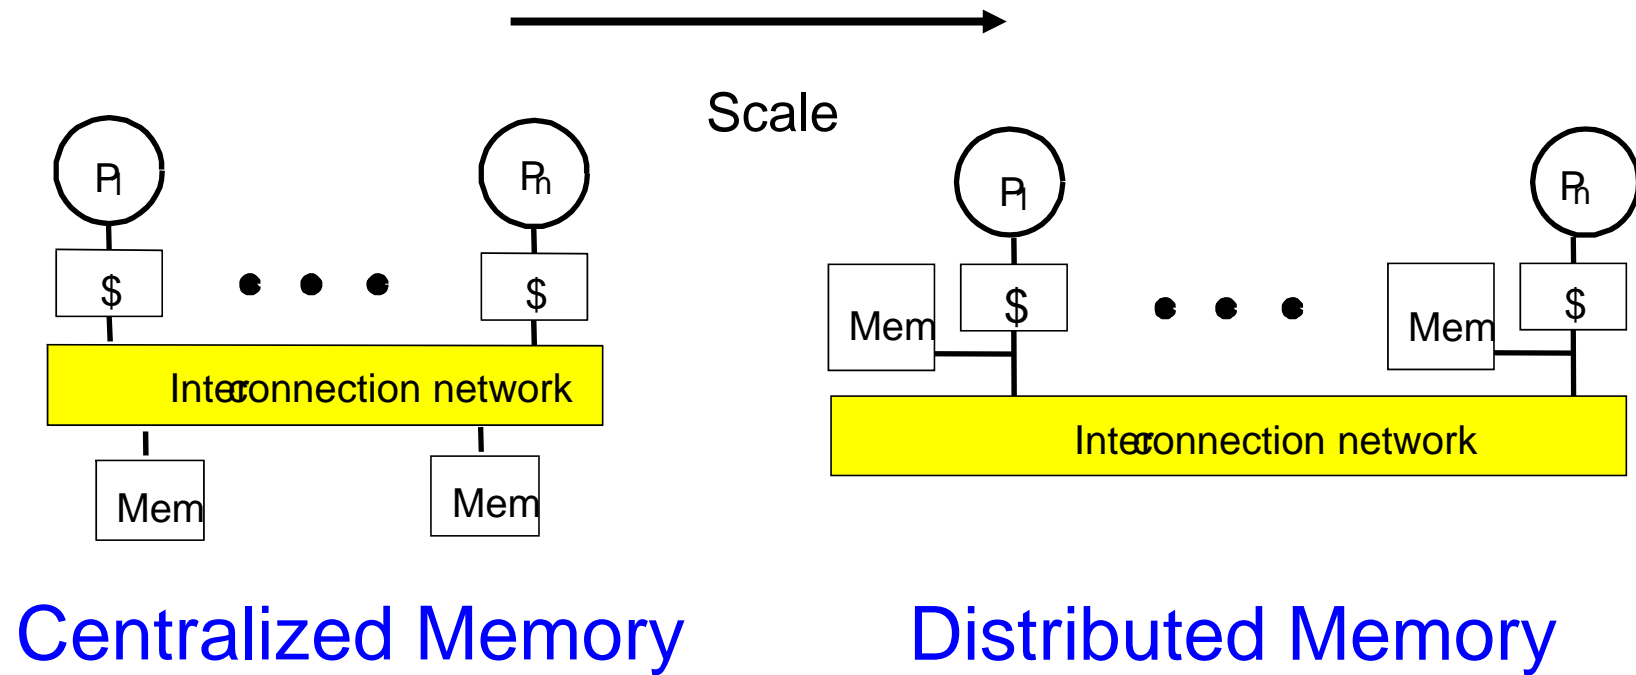 Scale
P1 Pn
$ $
Interconnection network
Mem Mem
Centralized Memory
P1 Pn
Mem $ Mem $
Interconnection network
Distributed Memory